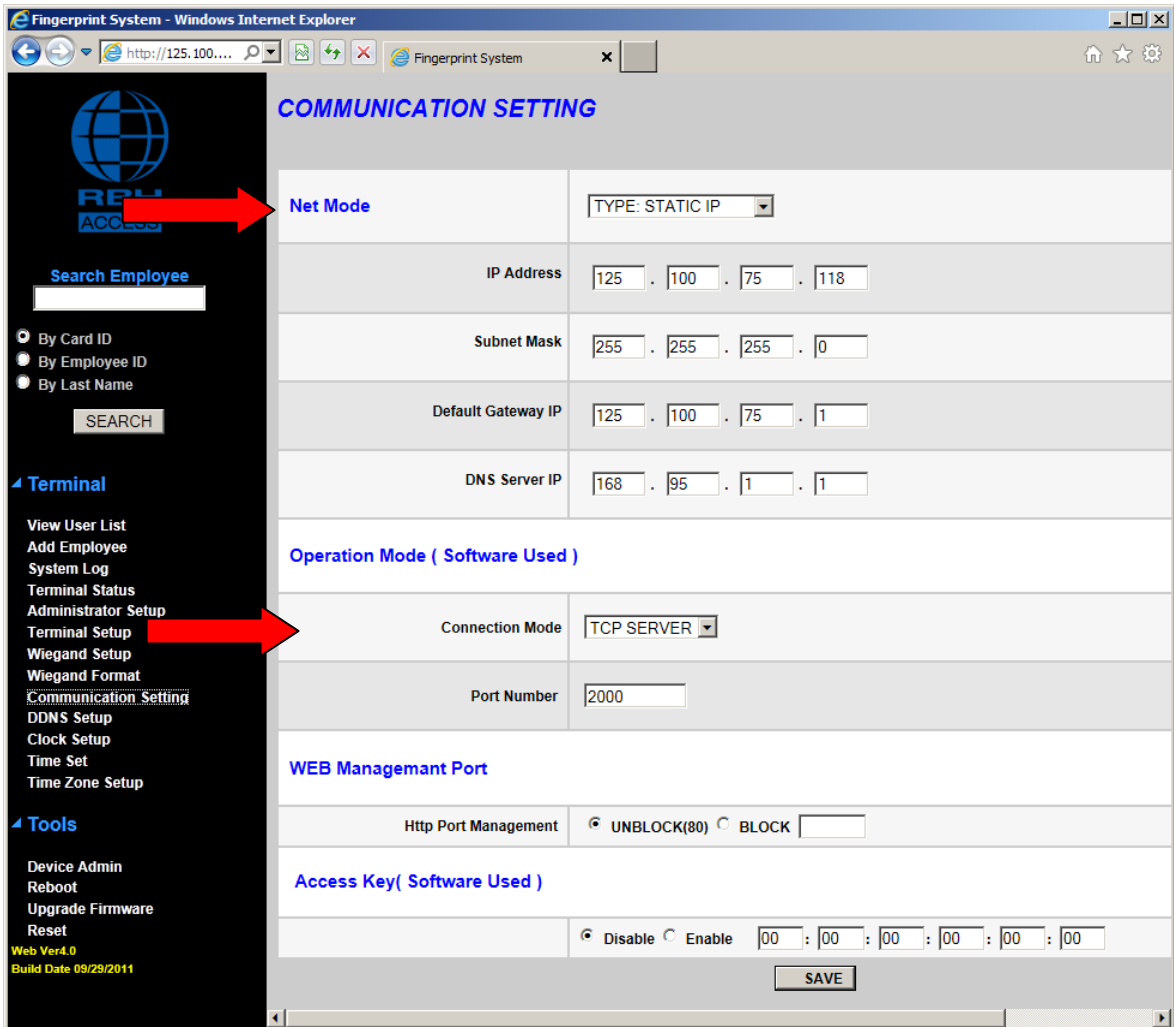 Fingerprint System - Windows Internet Explorer
http://125.100....
Fingerprint System
RBH
ACCESS
Search Employee
By Card ID
By Employee ID
By Last Name
SEARCH
Terminal
View User List
Add Employee
System Log
Terminal Status
Administrator Setup
Terminal Setup
Wiegand Setup
Wiegand Format
Communication Setting
DDNS Setup
Clock Setup
Time Set
Time Zone Setup
Tools
Device Admin
Reboot
Upgrade Firmware
Reset
Web Ver4.0
Build Date 09/29/2011
COMMUNICATION SETTING
Net Mode TYPE: STATIC IP
IP Address 125 . 100 . 75 . 118
Subnet Mask 255 . 255 . 255 . 0
Default Gateway IP 125 . 100 . 75 . 1
DNS Server IP 168 . 95 . 1 . 1
Operation Mode ( Software Used )
Connection Mode TCP SERVER
Port Number 2000
WEB Managemant Port
Http Port Management UNBLOCK(80) BLOCK
Access Key( Software Used )
Disable Enable 00 : 00 : 00 : 00 : 00 : 00
SAVE